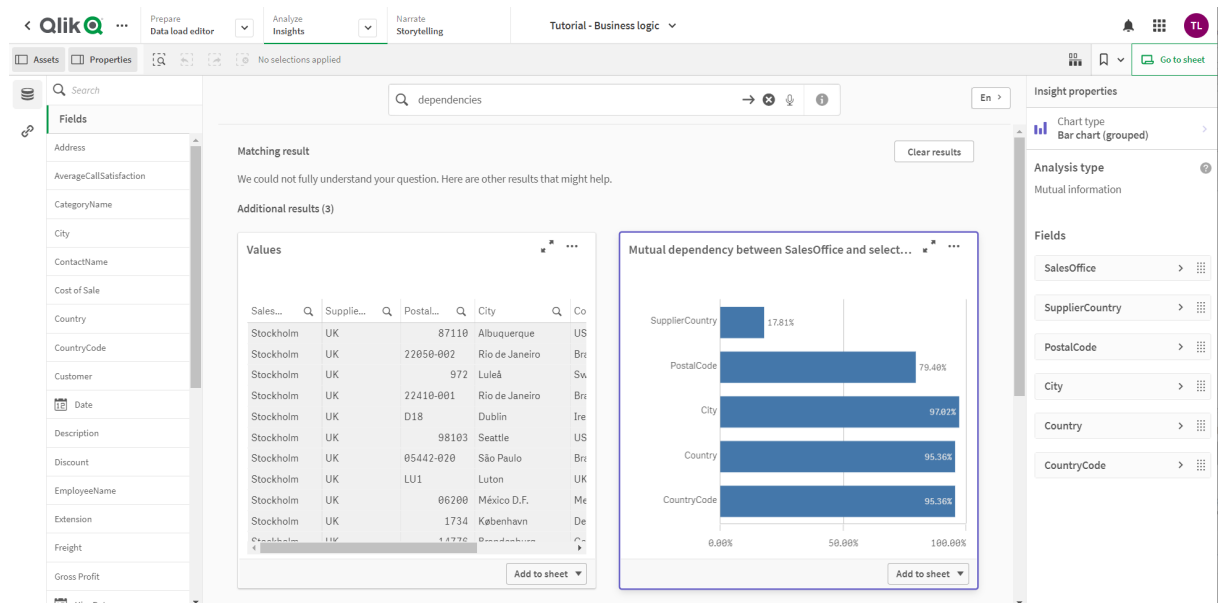 Qlik
Prepare
Data load editor
Analyze
Insights
Narrate
Storytelling
Tutorial - Business logic
TL
Assets
Properties
No selections applied
Go to sheet
Search
dependencies
En
Insight properties
Fields
Address
AverageCallSatisfaction
CategoryName
City
ContactName
Cost of Sale
Country
CountryCode
Customer
12 Date
Description
Discount
EmployeeName
Extension
Freight
Gross Profit
Matching result
Clear results
We could not fully understand your question. Here are other results that might help.
Additional results (3)
Values
Sales... Supplie... Postal... City Co
Stockholm UK 87110 Albuquerque US
Stockholm UK 22050-002 Rio de Janeiro Bra
Stockholm UK 972 Luleå Sw
Stockholm UK 22410-001 Rio de Janeiro Bra
Stockholm UK D18 Dublin Ire
Stockholm UK 98103 Seattle US
Stockholm UK 05442-020 São Paulo Bra
Stockholm UK LU1 Luton UK
Stockholm UK 06200 México D.F. Me
Stockholm UK 1734 København De
Add to sheet
Mutual dependency between SalesOffice and select...
SupplierCountry 17.81%
PostalCode 79.40%
City 97.02%
Country 95.36%
CountryCode 95.36%
0.00% 50.00% 100.00%
Add to sheet
Chart type
Bar chart (grouped)
Analysis type
Mutual information
Fields
SalesOffice
SupplierCountry
PostalCode
City
Country
CountryCode